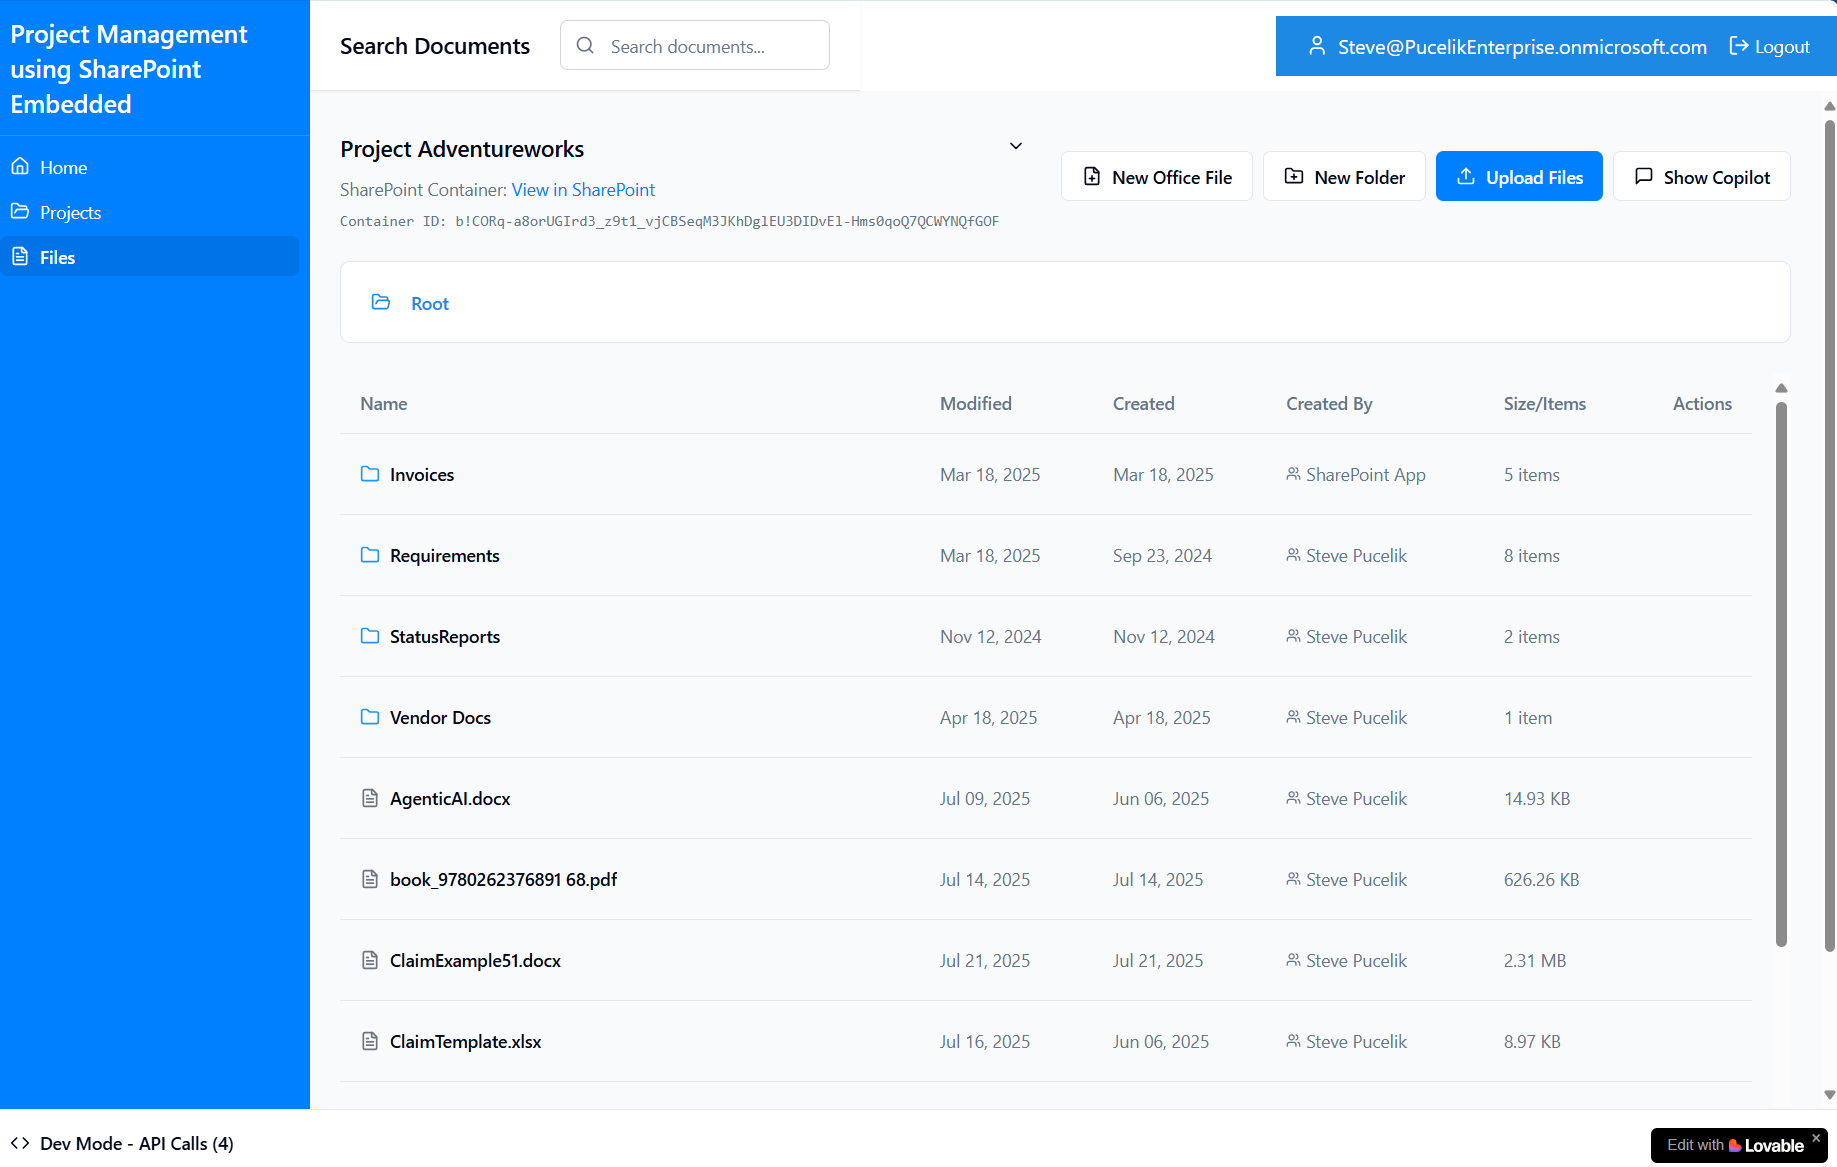 Project Management
using SharePoint
Embedded
Home
Projects
Files
Search Documents
Search documents...
Steve@PucelikEnterprise.onmicrosoft.com
Logout
Project Adventureworks
SharePoint Container: View in SharePoint
Container ID: b!CORq-a8orUGIrd3_z9t1_vjCBSeqM3JKhDglEU3DIDvEl-Hms0qoQ7QCWYNQfGOF
New Office File
New Folder
Upload Files
Show Copilot
Root
Name Modified Created Created By Size/Items Actions
Invoices Mar 18, 2025 Mar 18, 2025 SharePoint App 5 items
Requirements Mar 18, 2025 Sep 23, 2024 Steve Pucelik 8 items
StatusReports Nov 12, 2024 Nov 12, 2024 Steve Pucelik 2 items
Vendor Docs Apr 18, 2025 Apr 18, 2025 Steve Pucelik 1 item
AgenticAI.docx Jul 09, 2025 Jun 06, 2025 Steve Pucelik 14.93 KB
book_9780262376891 68.pdf Jul 14, 2025 Jul 14, 2025 Steve Pucelik 626.26 KB
ClaimExample51.docx Jul 21, 2025 Jul 21, 2025 Steve Pucelik 2.31 MB
ClaimTemplate.xlsx Jul 16, 2025 Jun 06, 2025 Steve Pucelik 8.97 KB
Dev Mode - API Calls (4)
Edit with Lovable